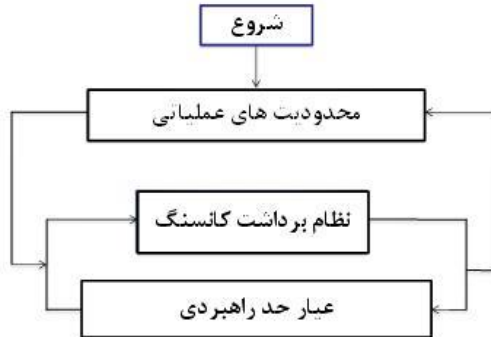 شروع
محدودیت های عملیاتی
نظام برداشت کانسنگ
عیار حد راهبردی